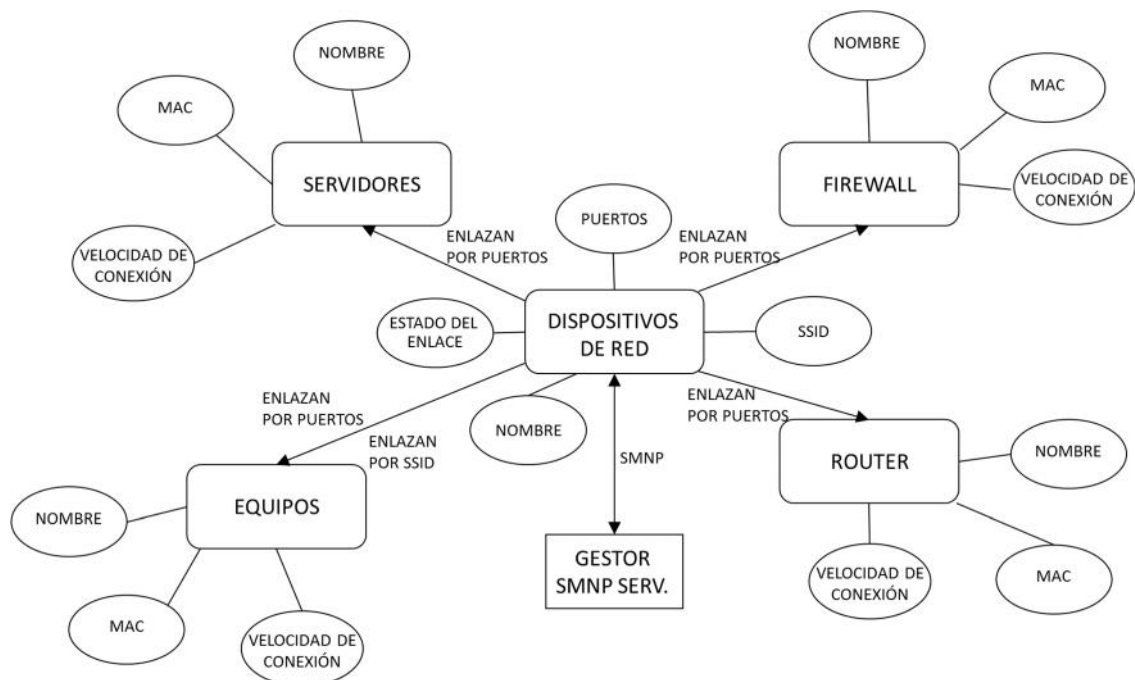 NOMBRE
MAC
SERVIDORES
VELOCIDAD DE
CONEXIÓN
NOMBRE
MAC
FIREWALL
VELOCIDAD DE
CONEXIÓN
PUERTOS
ENLAZAN
POR PUERTOS
ENLAZAN
POR PUERTOS
ESTADO DEL
ENLACE
DISPOSITIVOS
DE RED
SSID
ENLAZAN
POR PUERTOS
ENLAZAN
POR SSID
NOMBRE
SMNP
ENLAZAN
POR PUERTOS
ROUTER
NOMBRE
VELOCIDAD DE
CONEXIÓN
MAC
EQUIPOS
NOMBRE
MAC
VELOCIDAD DE
CONEXIÓN
GESTOR
SMNP SERV.